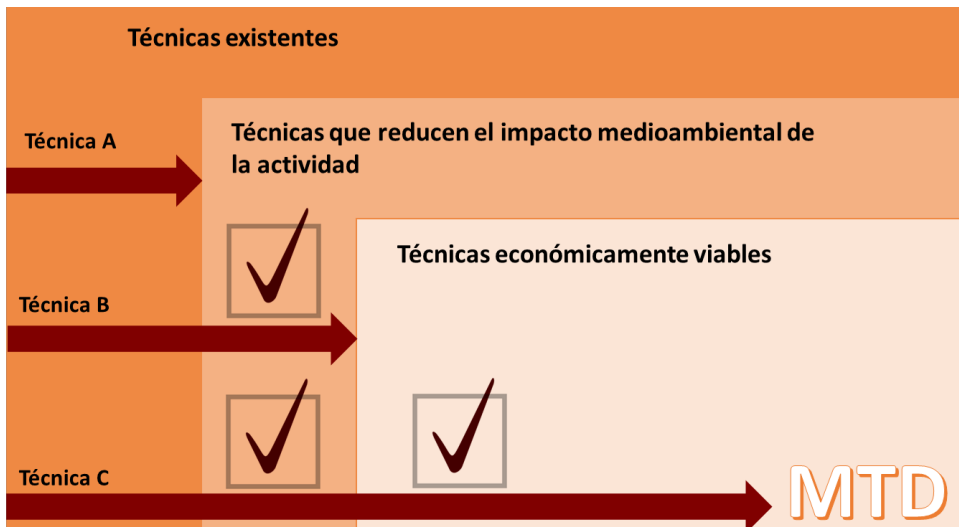 Técnicas existentes
Técnica A
Técnicas que reducen el impacto medioambiental de
la actividad
Técnicas económicamente viables
Técnica B
Técnica C
MTD